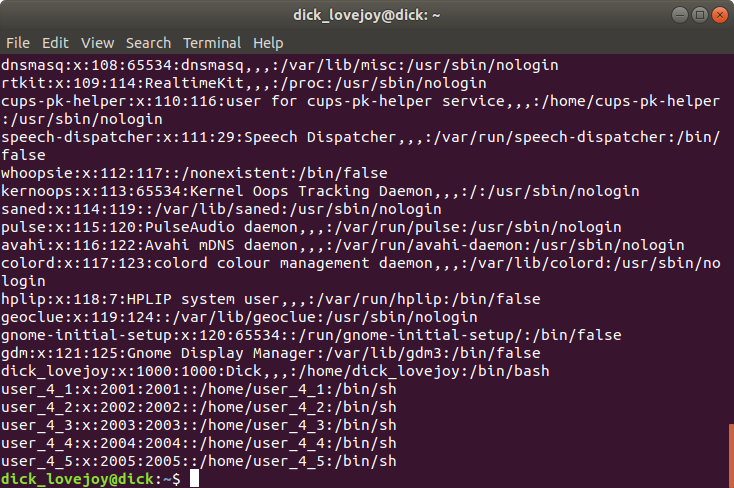 dick_lovejoy@dick: ~
File Edit View Search Terminal Help
dnsmasq:x:108:65534:dnsmasq,,,:/var/lib/misc:/usr/sbin/nologin
rtkit:x:109:114:RealtimeKit,,,:/proc:/usr/sbin/nologin
cups-pk-helper:x:110:116:user for cups-pk-helper service,,,:/home/cups-pk-helper
:/usr/sbin/nologin
speech-dispatcher:x:111:29:Speech Dispatcher,,,:/var/run/speech-dispatcher:/bin/
false
whoopsie:x:112:117::/nonexistent:/bin/false
kernoops:x:113:65534:Kernel Oops Tracking Daemon,,,:/:/usr/sbin/nologin
saned:x:114:119::/var/lib/saned:/usr/sbin/nologin
pulse:x:115:120:PulseAudio daemon,,,:/var/run/pulse:/usr/sbin/nologin
avahi:x:116:122:Avahi mDNS daemon,,,:/var/run/avahi-daemon:/usr/sbin/nologin
colord:x:117:123:colord colour management daemon,,,:/var/lib/colord:/usr/sbin/no
login
hplip:x:118:7:HPLIP system user,,,:/var/run/hplip:/bin/false
geoclue:x:119:124::/var/lib/geoclue:/usr/sbin/nologin
gnome-initial-setup:x:120:65534::/run/gnome-initial-setup/:/bin/false
gdm:x:121:125:Gnome Display Manager:/var/lib/gdm3:/bin/false
dick_lovejoy:x:1000:1000:Dick,,,:/home/dick_lovejoy:/bin/bash
user_4_1:x:2001:2001::/home/user_4_1:/bin/sh
user_4_2:x:2002:2002::/home/user_4_2:/bin/sh
user_4_3:x:2003:2003::/home/user_4_3:/bin/sh
user_4_4:x:2004:2004::/home/user_4_4:/bin/sh
user_4_5:x:2005:2005::/home/user_4_5:/bin/sh
dick_lovejoy@dick:~$